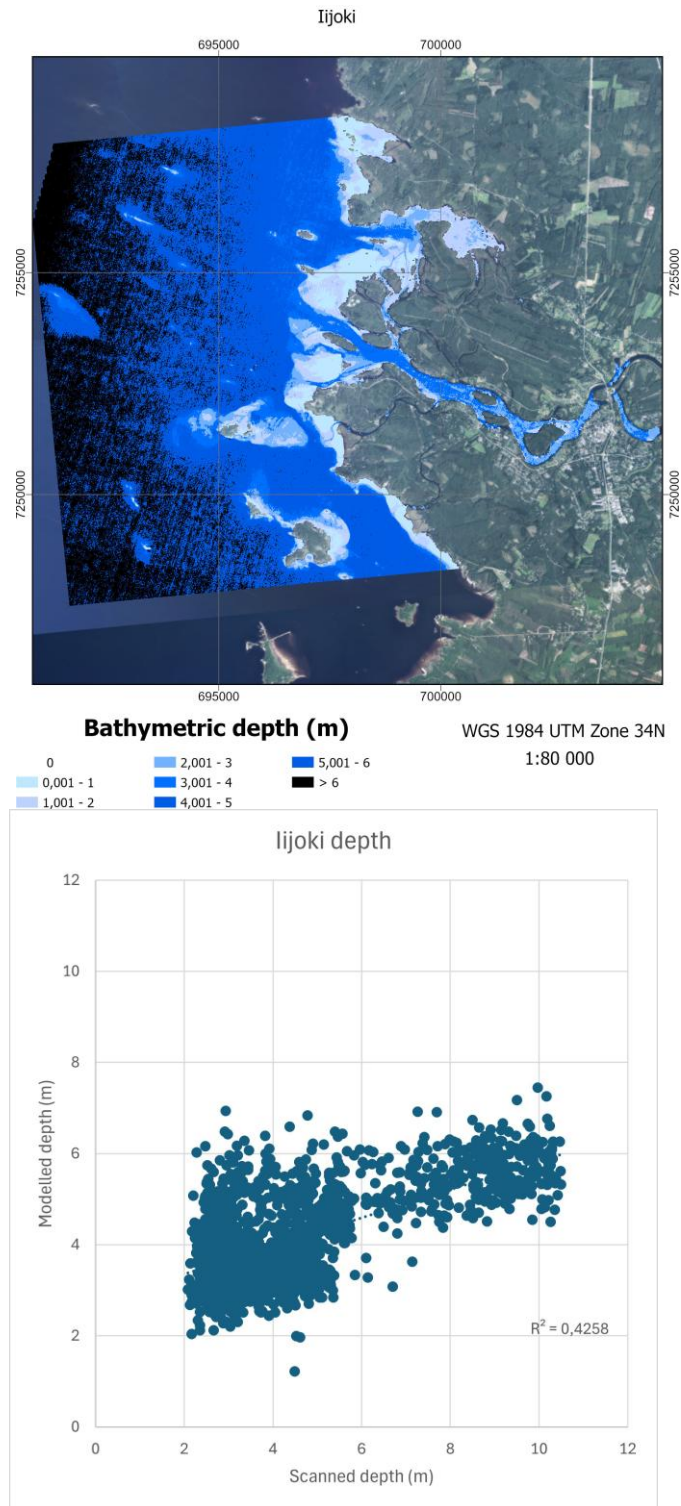 Iijoki
695000 700000
7255000 7255000
7250000 7250000
695000 700000
Bathymetric depth (m)
WGS 1984 UTM Zone 34N
1:80 000
0 2,001 - 3 5,001 - 6
0,001 - 1 3,001 - 4 > 6
1,001 - 2 4,001 - 5
Iijoki depth
12
10
8
6
4
2
0
Modelled depth (m)
R² = 0,4258
0 2 4 6 8 10 12
Scanned depth (m)